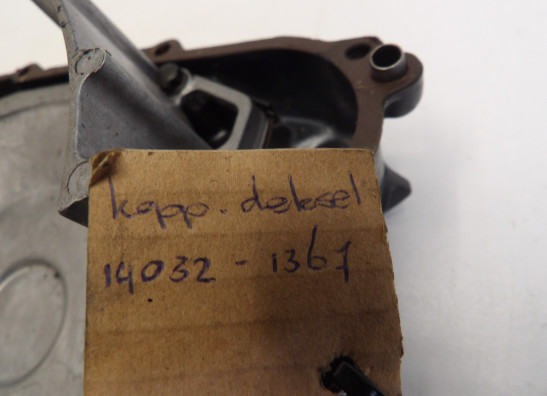 kopp. deksel
14032 - 1367